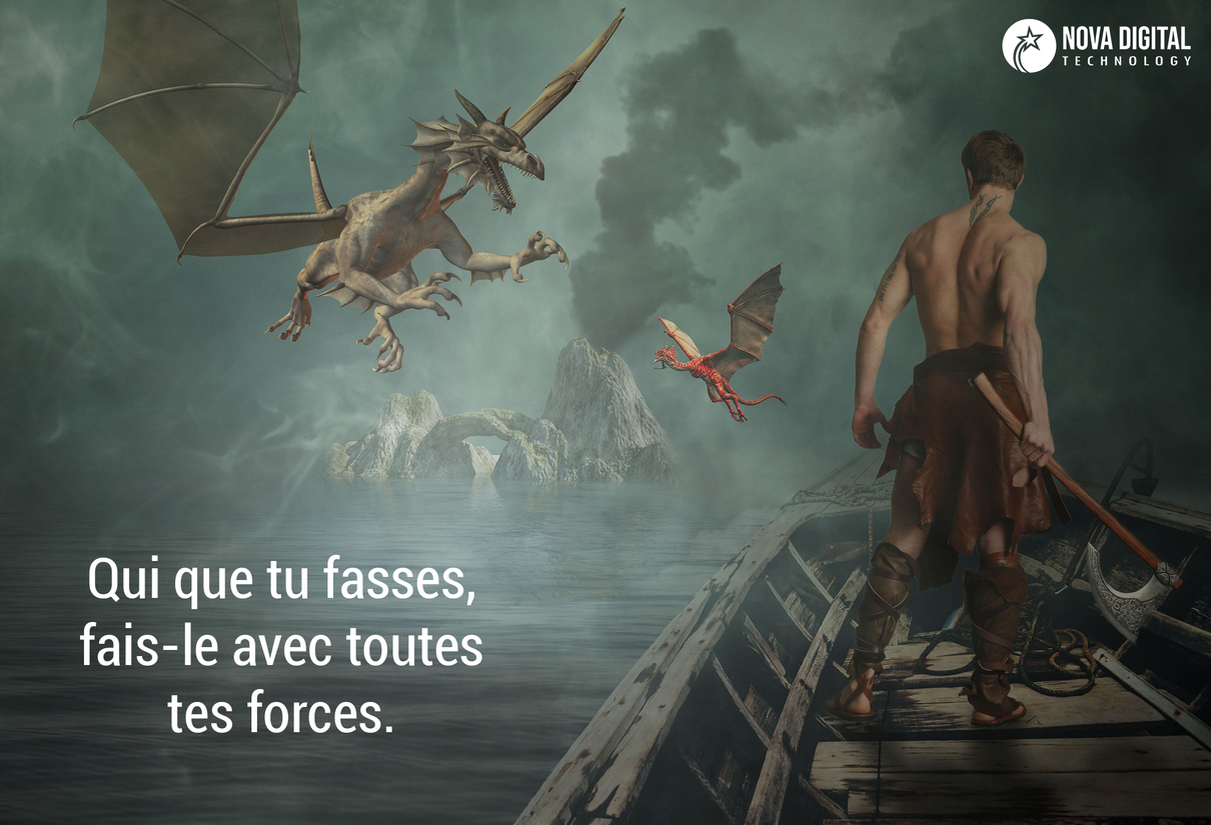 NOVA DIGITAL
TECHNOLOGY
Qui que tu fasses,
fais-le avec toutes
tes forces.